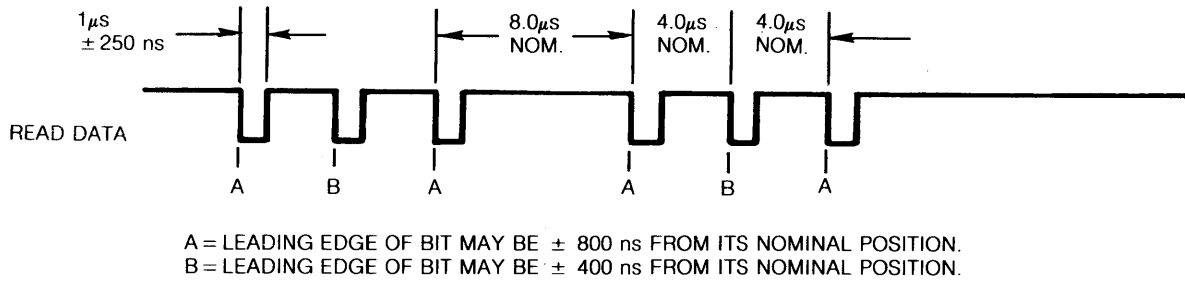 1μs
± 250 ns
8.0μs
NOM.
4.0μs
NOM.
4.0μs
NOM.
READ DATA
A B A A B A
A = LEADING EDGE OF BIT MAY BE ± 800 ns FROM ITS NOMINAL POSITION.
B = LEADING EDGE OF BIT MAY BE ± 400 ns FROM ITS NOMINAL POSITION.